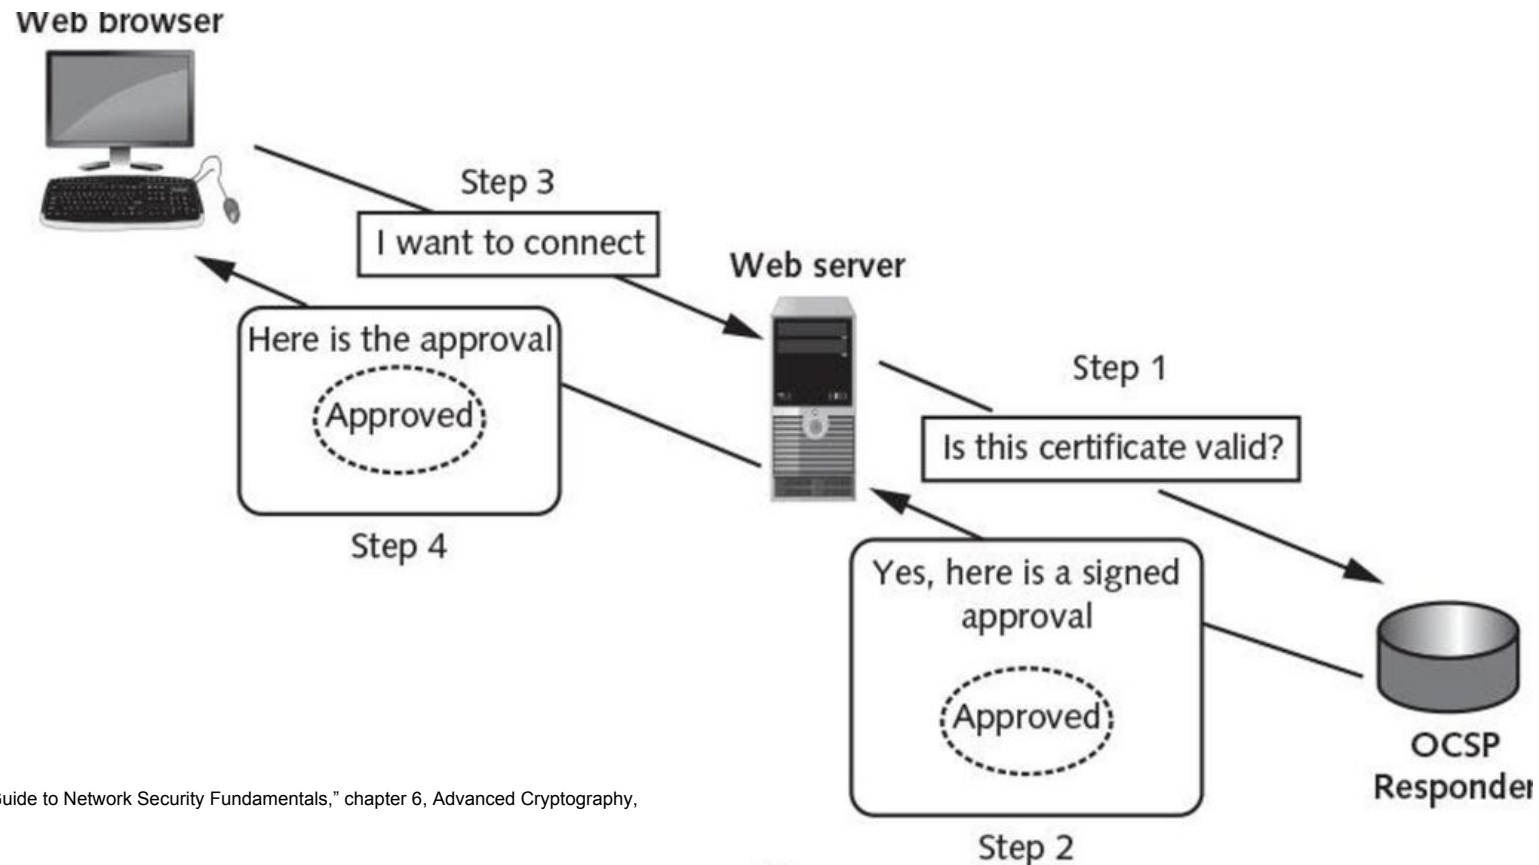 Web browser
Step 3
I want to connect
Web server
Here is the approval
Approved
Step 4
Step 1
Is this certificate valid?
Yes, here is a signed
approval
Approved
OCSP
Responder
Guide to Network Security Fundamentals,” chapter 6, Advanced Cryptography,
Step 2